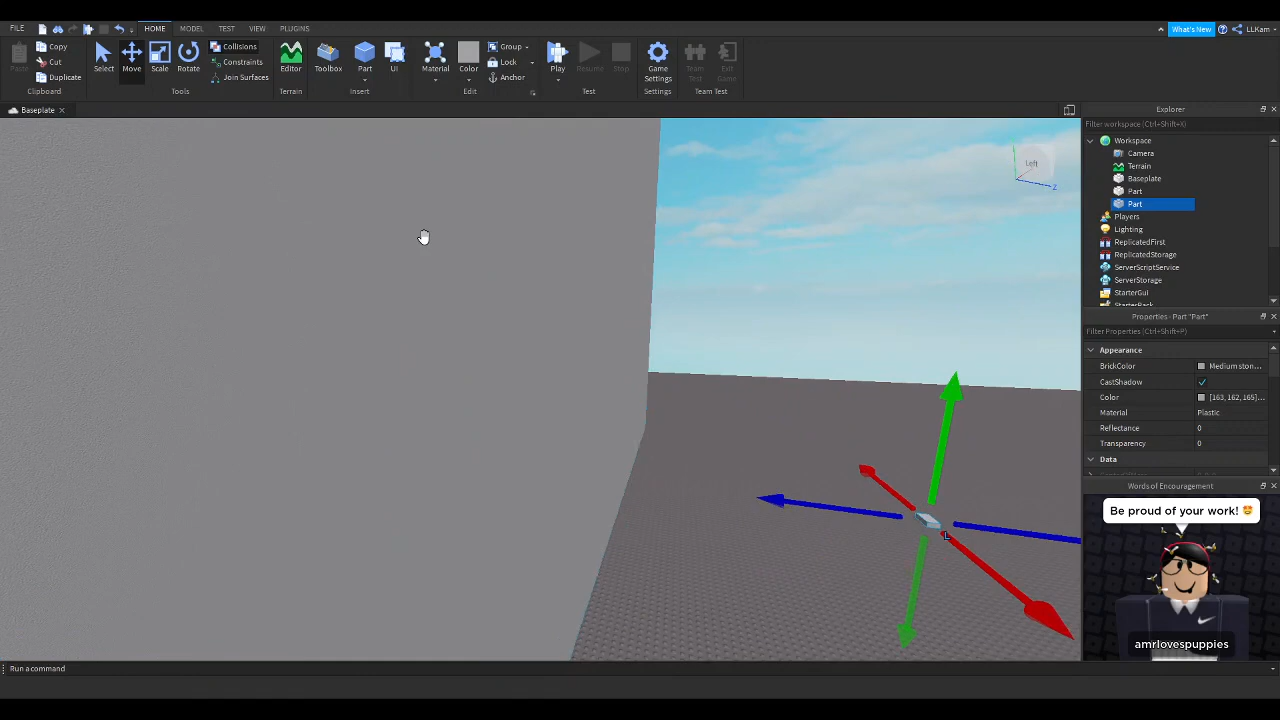 FILE HOME MODEL TEST VIEW PLUGINS What's New LLKam
Copy Collisions Group
Paste Cut Select Move Scale Rotate Constraints Editor Toolbox Part UI Material Color Lock Play Resume Stop Game Settings Team Test Exit Game
Duplicate Join Surfaces Anchor
Clipboard Tools Terrain Insert Edit Test Settings Team Test
Baseplate
Left
Z
L
Explorer
Filter workspace (Ctrl+Shift+X)
Workspace
Camera
Terrain
Baseplate
Part
Part
Players
Lighting
ReplicatedFirst
ReplicatedStorage
ServerScriptService
ServerStorage
StarterGui
StarterPack
Properties - Part "Part"
Filter Properties (Ctrl+Shift+P)
Appearance
BrickColor Medium ston...
CastShadow
Color [163, 162, 165]...
Material Plastic
Reflectance 0
Transparency 0
Data
Words of Encouragement
Be proud of your work! 🤩
amrlovespuppies
Run a command